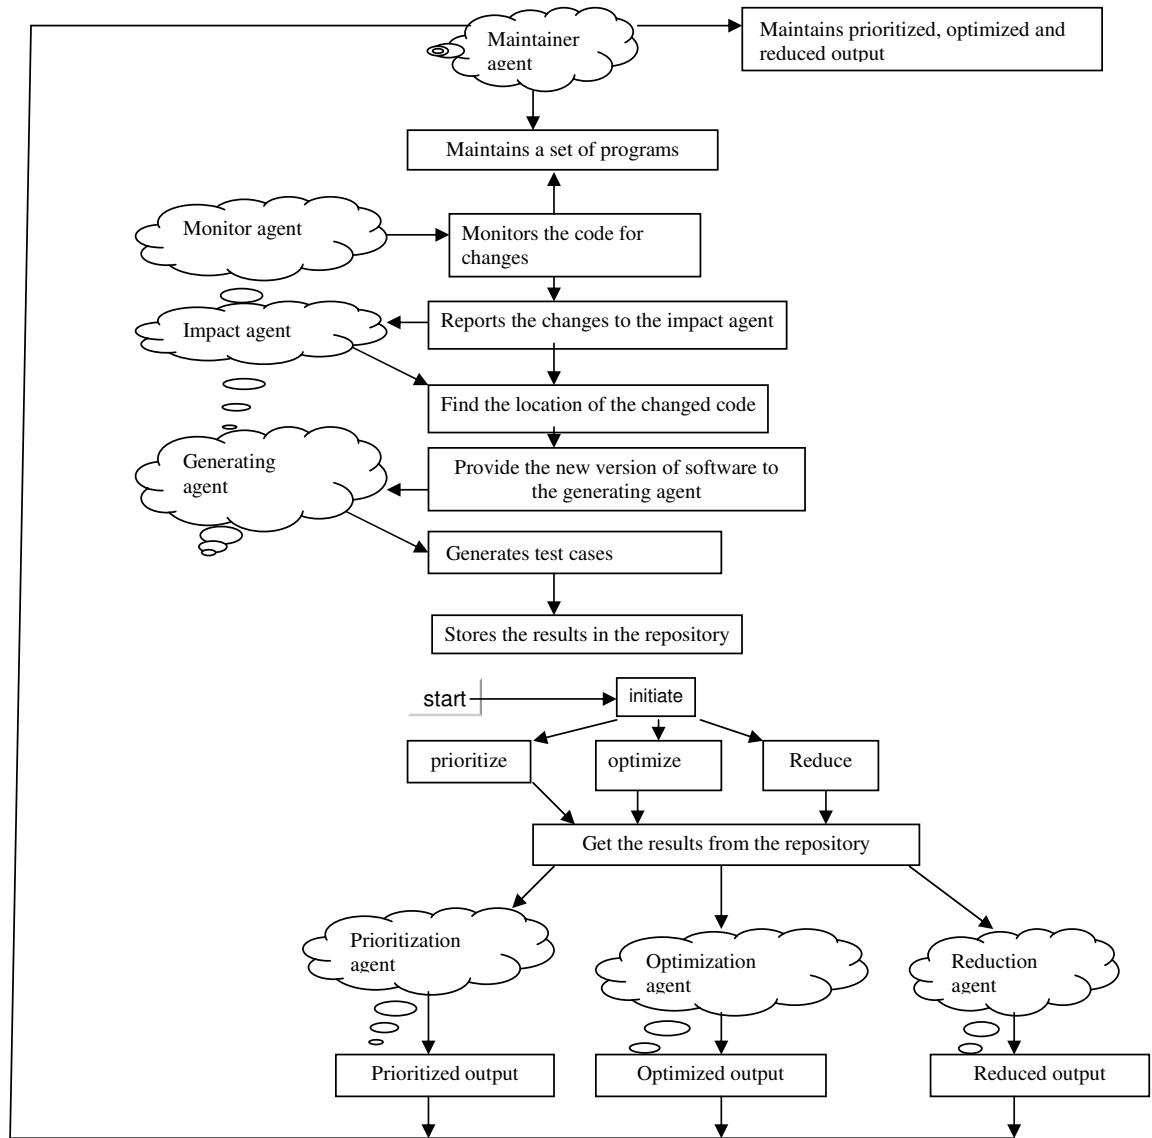 Maintainer
agent
Maintains prioritized, optimized and
reduced output
Maintains a set of programs
Monitor agent
Monitors the code for
changes
Impact agent
Reports the changes to the impact agent
Find the location of the changed code
Generating
agent
Provide the new version of software to
the generating agent
Generates test cases
Stores the results in the repository
start
initiate
prioritize
optimize
Reduce
Get the results from the repository
Prioritization
agent
Optimization
agent
Reduction
agent
Prioritized output
Optimized output
Reduced output